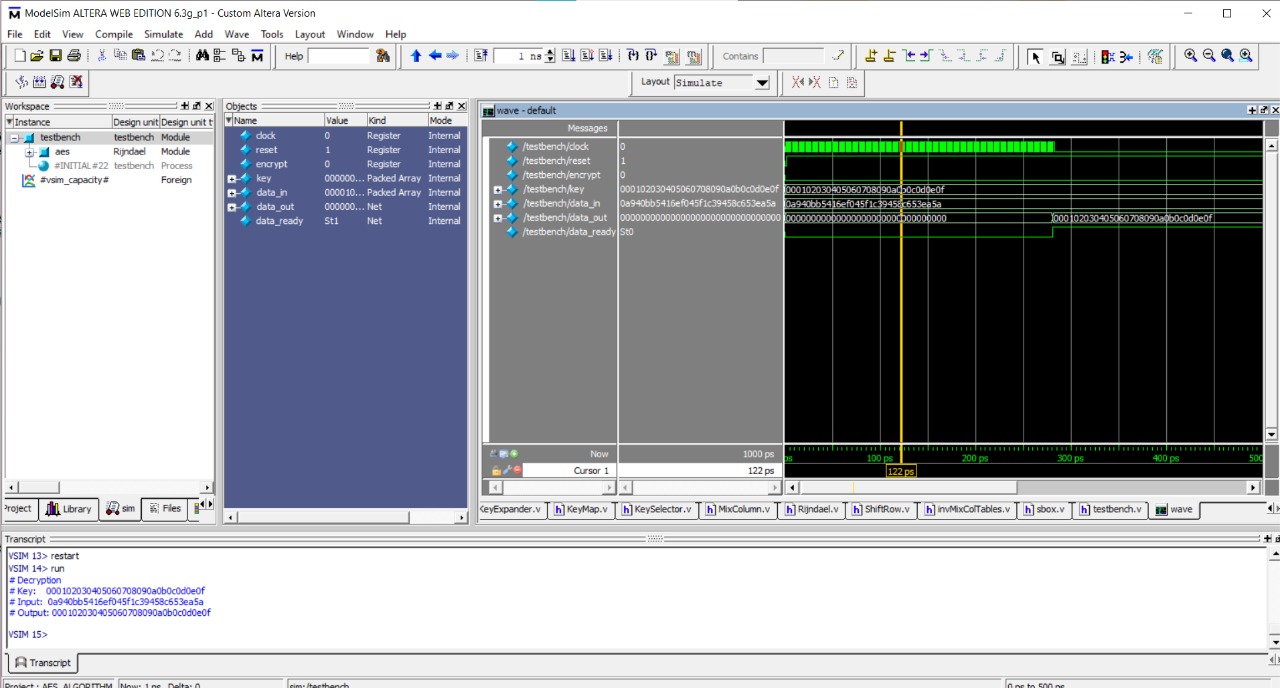 ModelSim ALTERA WEB EDITION 6.3g_p1 - Custom Altera Version
File Edit View Compile Simulate Add Wave Tools Layout Window Help
Help 1 ns Contains
Layout Simulate
Workspace
Instance Design unit Design unit t
testbench testbench Module
aes Rijndael Module
#INITIAL#22 testbench Process
#vsim_capacity# Foreign
Project Library sim Files
Objects
Name Value Kind Mode
clock 0 Register Internal
reset 1 Register Internal
encrypt 0 Register Internal
key 000000... Packed Array Internal
data_in 000010... Packed Array Internal
data_out 000000... Net Internal
data_ready St1 Net Internal
wave - default
Messages
/testbench/clock 0
/testbench/reset 1
/testbench/encrypt 0
/testbench/key 000102030405060708090a0b0c0d0e0f 000102030405060708090a0b0c0d0e0f
/testbench/data_in 0a940bb5416ef045f1c39458c653ea5a 0a940bb5416ef045f1c39458c653ea5a
/testbench/data_out 00000000000000000000000000000000 00000000000000000000000000000000 000102030405060708090a0b0c0d0e0f
/testbench/data_ready St0
Now 1000 ps ps 100 ps 200 ps 300 ps 400 ps 500
Cursor 1 122 ps 122 ps
KeyExpander.v KeyMap.v KeySelector.v MixColumn.v Rijndael.v ShiftRow.v invMixColTables.v sbox.v testbench.v wave
Transcript
VSIM 13> restart
VSIM 14> run
# Decryption
# Key: 000102030405060708090a0b0c0d0e0f
# Input: 0a940bb5416ef045f1c39458c653ea5a
# Output: 000102030405060708090a0b0c0d0e0f
VSIM 15>
Transcript
Project : AES_ALGORITHM Now: 1 ns Delta: 0 sim:/testbench 0 ps to 500 ps